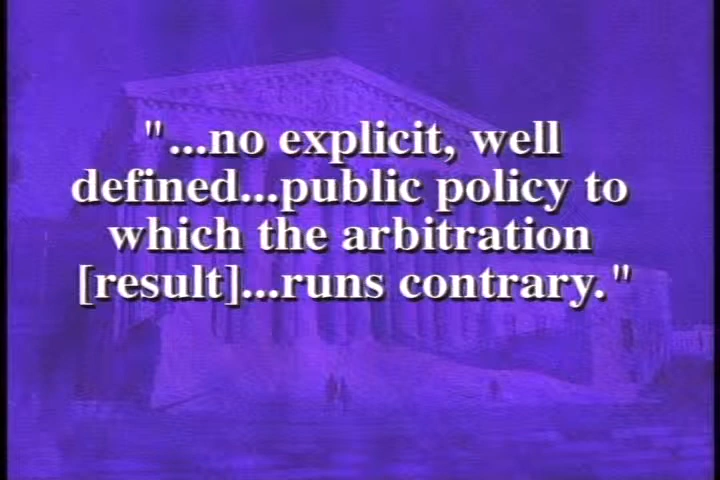 "...no explicit, well
defined...public policy to
which the arbitration
[result]...runs contrary."